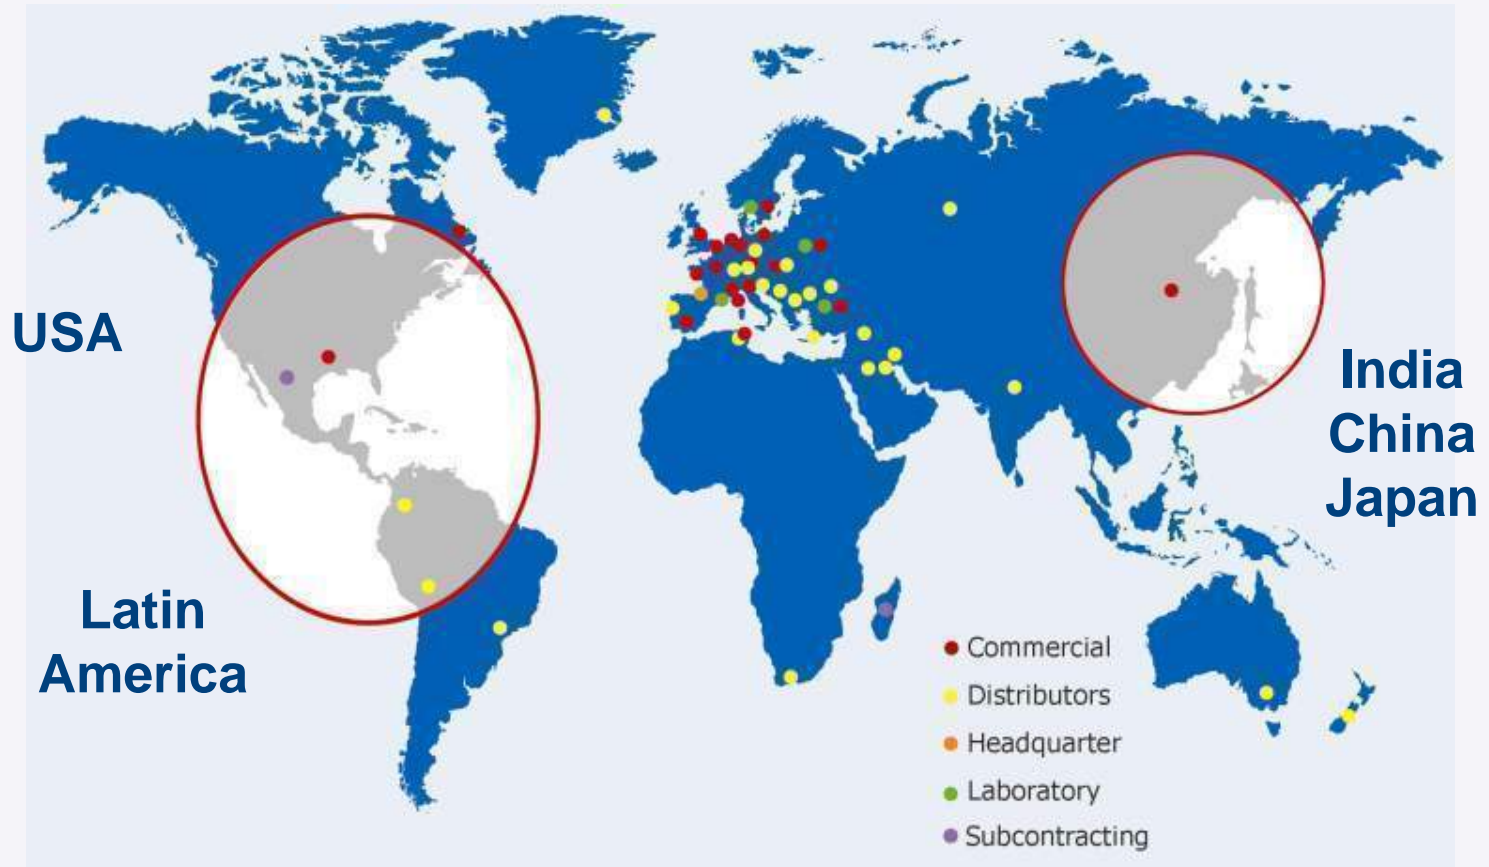 USA
India
China
Japan
Latin
America
Commercial
Distributors
Headquarter
Laboratory
Subcontracting